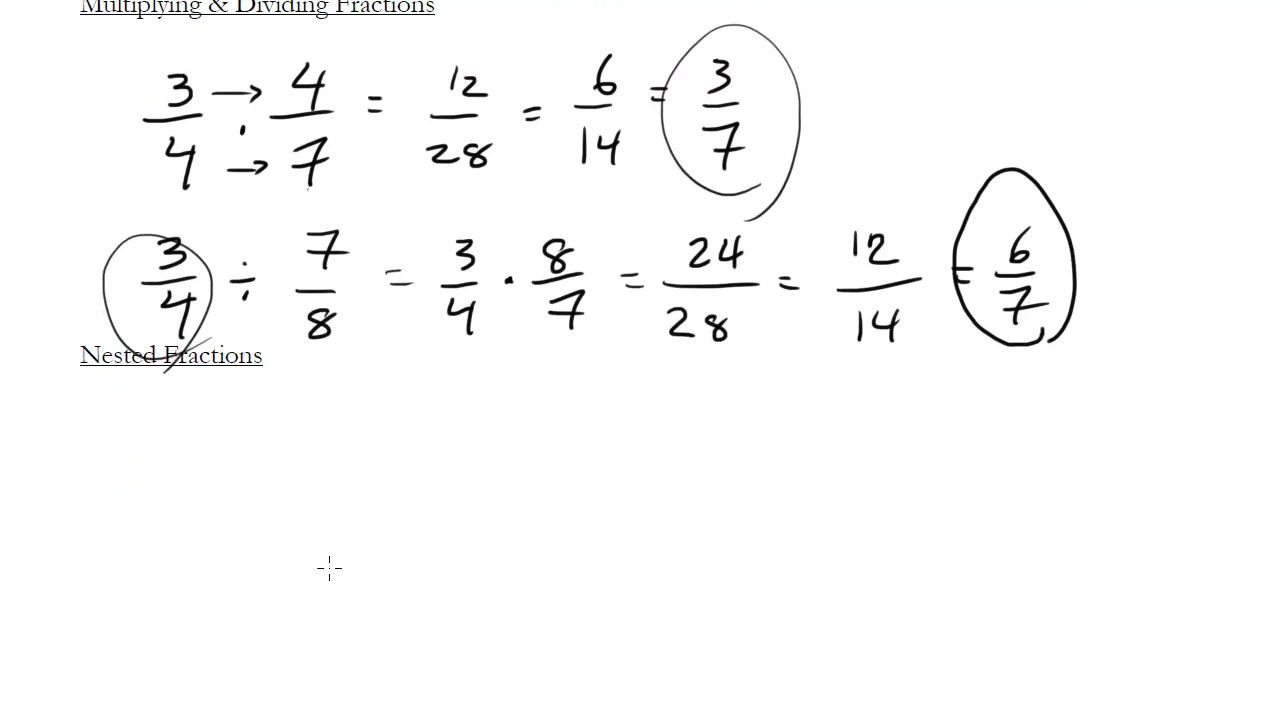 Multiplying & Dividing Fractions
3/4 → · → 4/7 = 12/28 = 6/14 = 3/7
3/4 ÷ 7/8 = 3/4 · 8/7 = 24/28 = 12/14 = 6/7
Nested Fractions